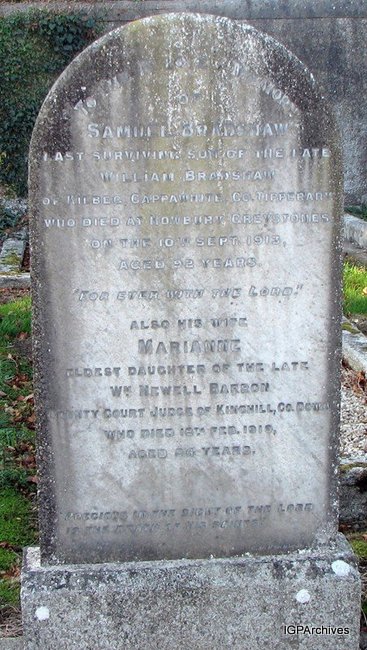 SAMUEL BRADSHAW
LAST SURVIVING SON OF THE LATE
WILLIAM BRADSHAW
OF KILBEG CAPPAWHITE, CO. TIPPERARY
WHO DIED AT HOWBURY, GREYSTONES
ON THE 10TH SEPT. 1913,
AGED 92 YEARS.
"FOR EVER WITH THE LORD."
ALSO HIS WIFE
MARIANNE
ELDEST DAUGHTER OF THE LATE
WM NEWELL BARRON
COUNTY COURT JUDGE OF KINGHILL, CO. DOWN
WHO DIED FEB. 1919,
AGED YEARS.
PRECIOUS IN THE SIGHT OF THE LORD
IS THE DEATH OF HIS SAINTS
IGPArchives